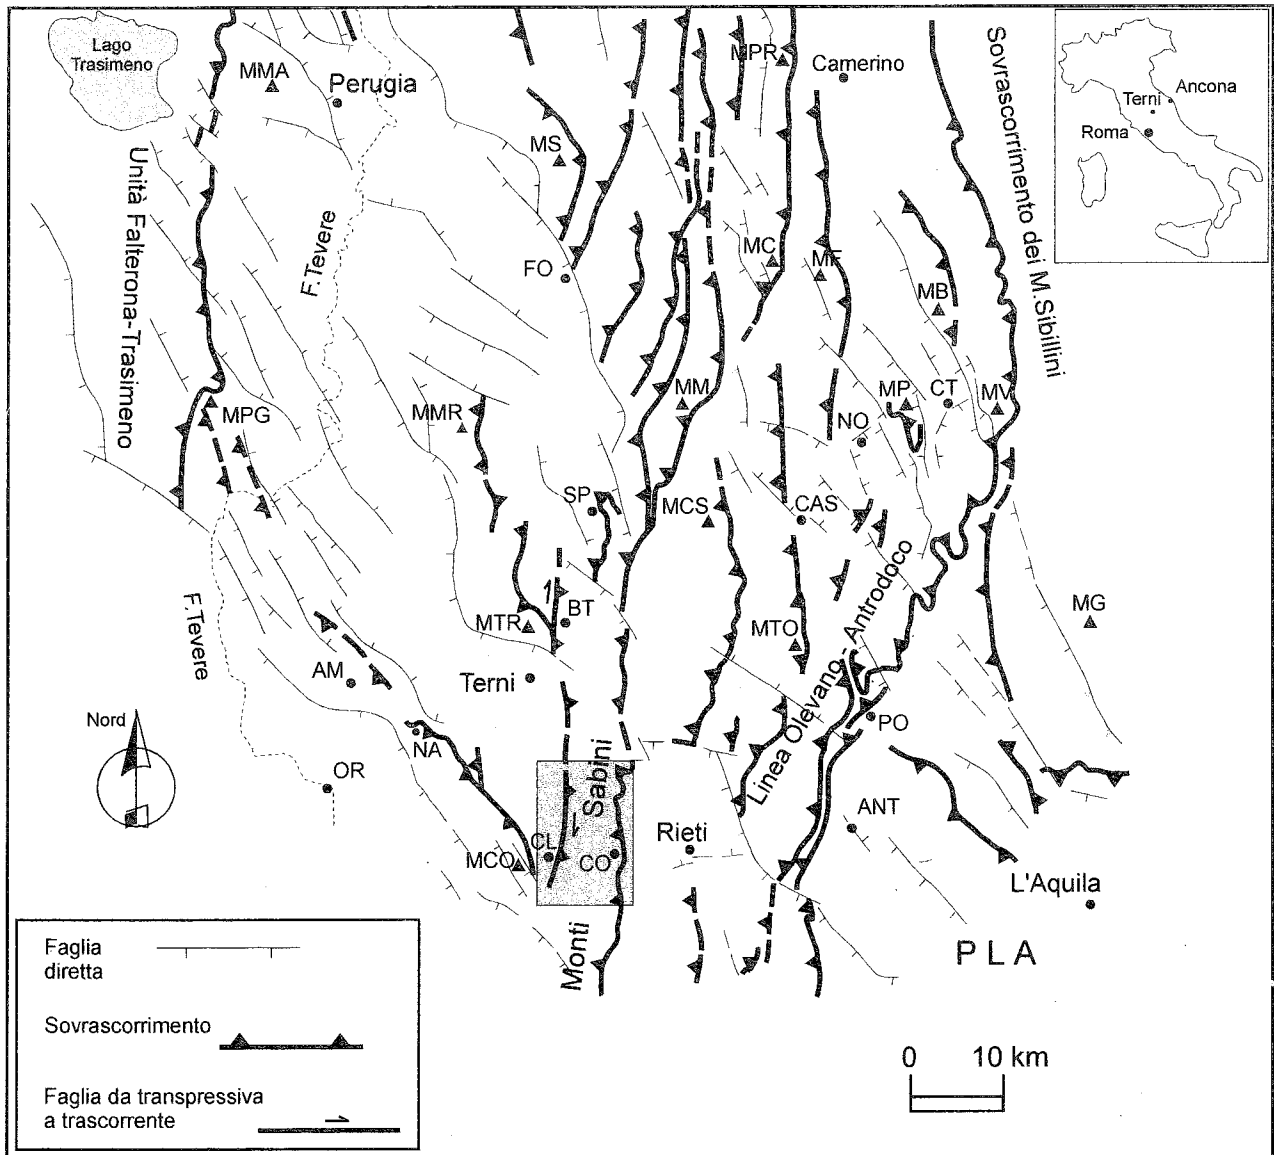 Lago
Trasimeno
MMA
Perugia
MPR
Camerino
Sovrascorrimento dei M.Sibillini
Ancona
Terni
Roma
MS
Unità Falterona-Trasimeno
F.Tevere
FO
MC
MF
MB
MPG
MMR
MM
MP
CT
MV
NO
SP
MCS
CAS
F.Tevere
BT
MTR
MTO
MG
AM
Terni
Linea Olevano - Antrodoco
Nord
NA
PO
OR
Monti Sabini
Rieti
ANT
MCO
CL
CO
L'Aquila
PLA
Faglia
diretta
Sovrascorrimento
Faglia da transpressiva
a trascorrente
0 10 km